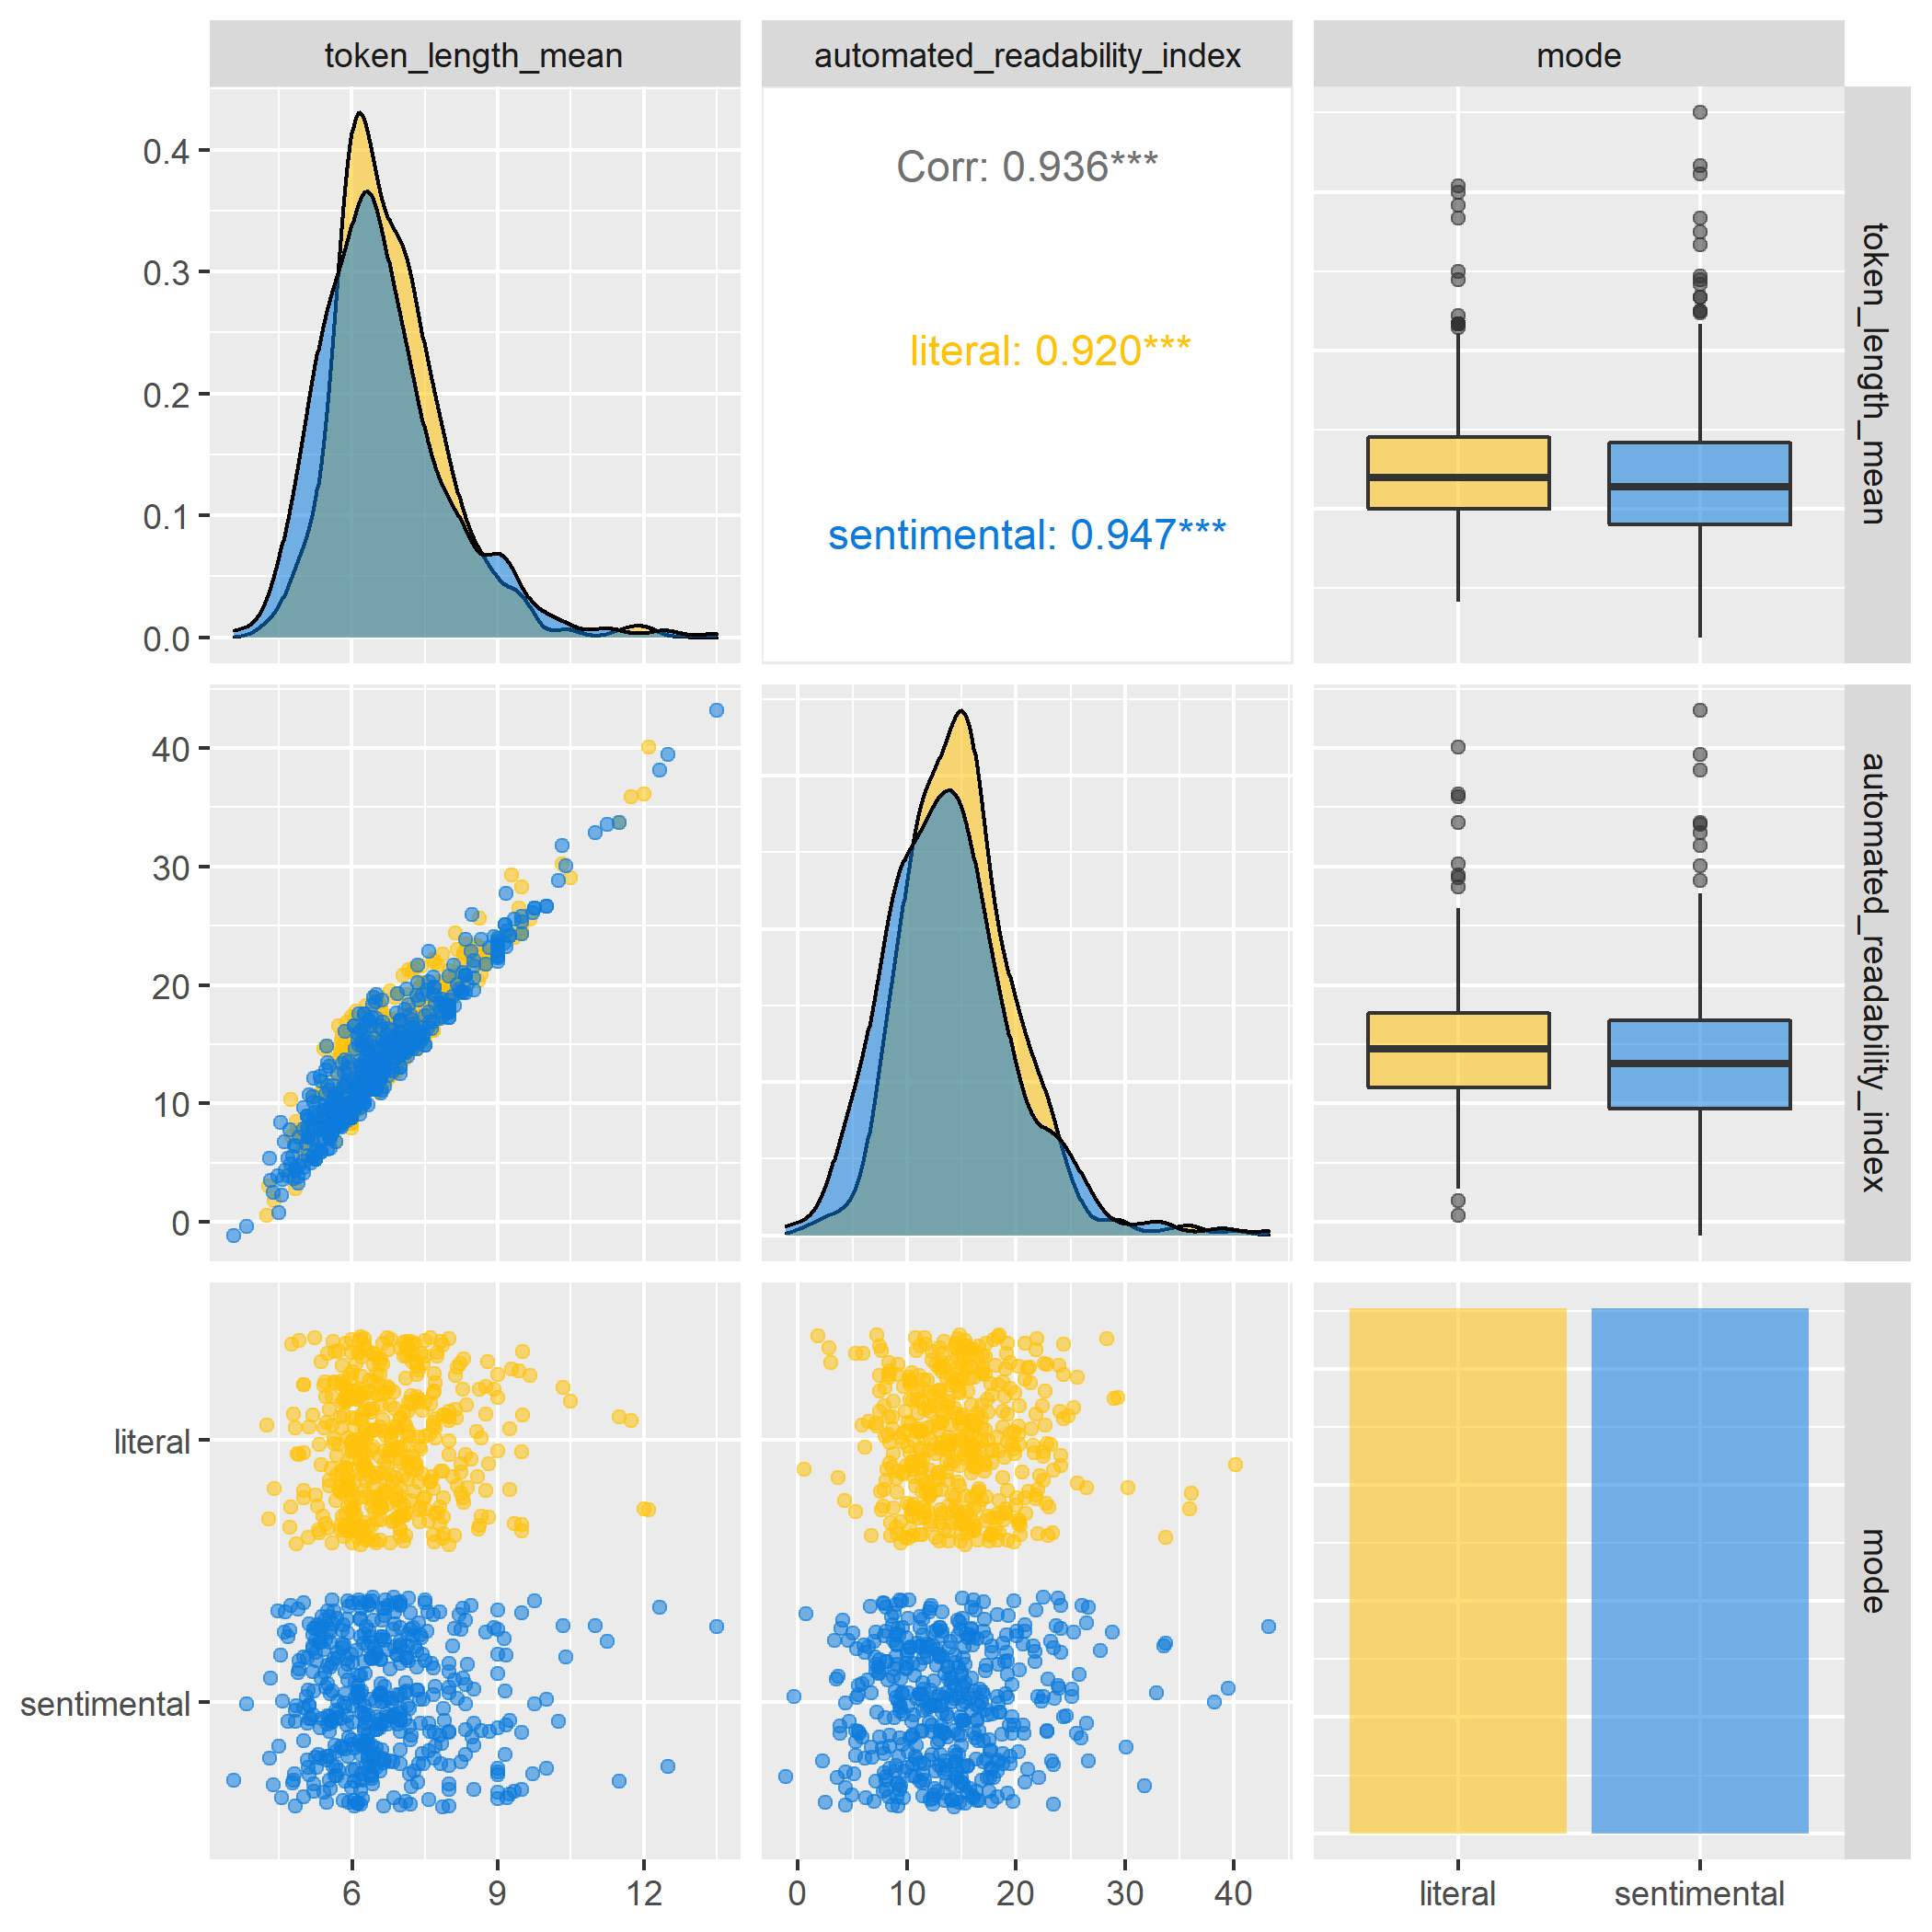 token_length_mean
automated_readability_index
mode
0.4
0.3
0.2
0.1
0.0
Corr: 0.936***
literal: 0.920***
sentimental: 0.947***
token_length_mean
40
30
20
10
0
automated_readability_index
literal
sentimental
mode
6 9 12
0 10 20 30 40
literal sentimental